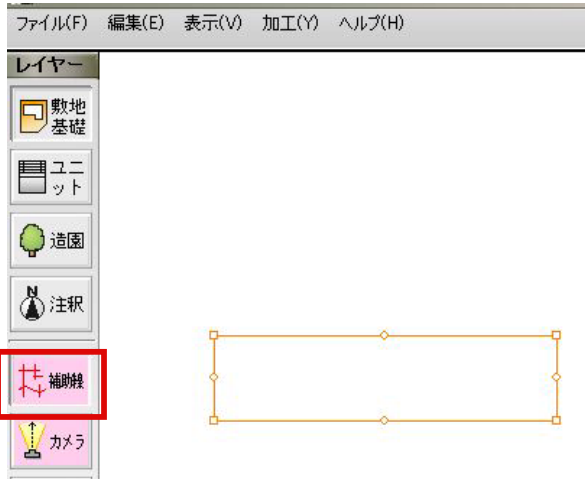 ファイル(F) 編集(E) 表示(V) 加工(Y) ヘルプ(H)
レイヤー
敷地
基礎
ユニ
ット
造園
N
注釈
補助線
カメラ